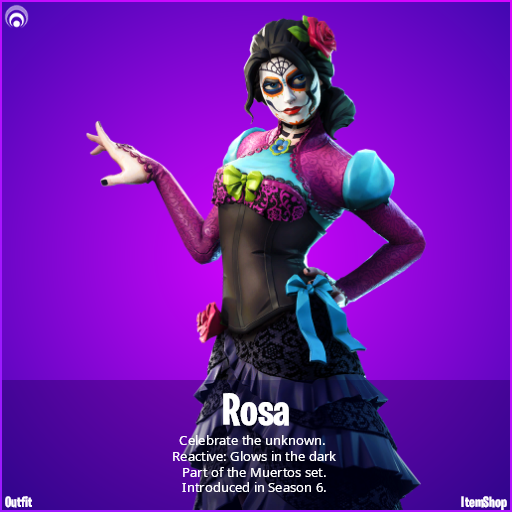 Rosa
Celebrate the unknown.
Reactive: Glows in the dark
Part of the Muertos set.
Introduced in Season 6.
Outfit
ItemShop